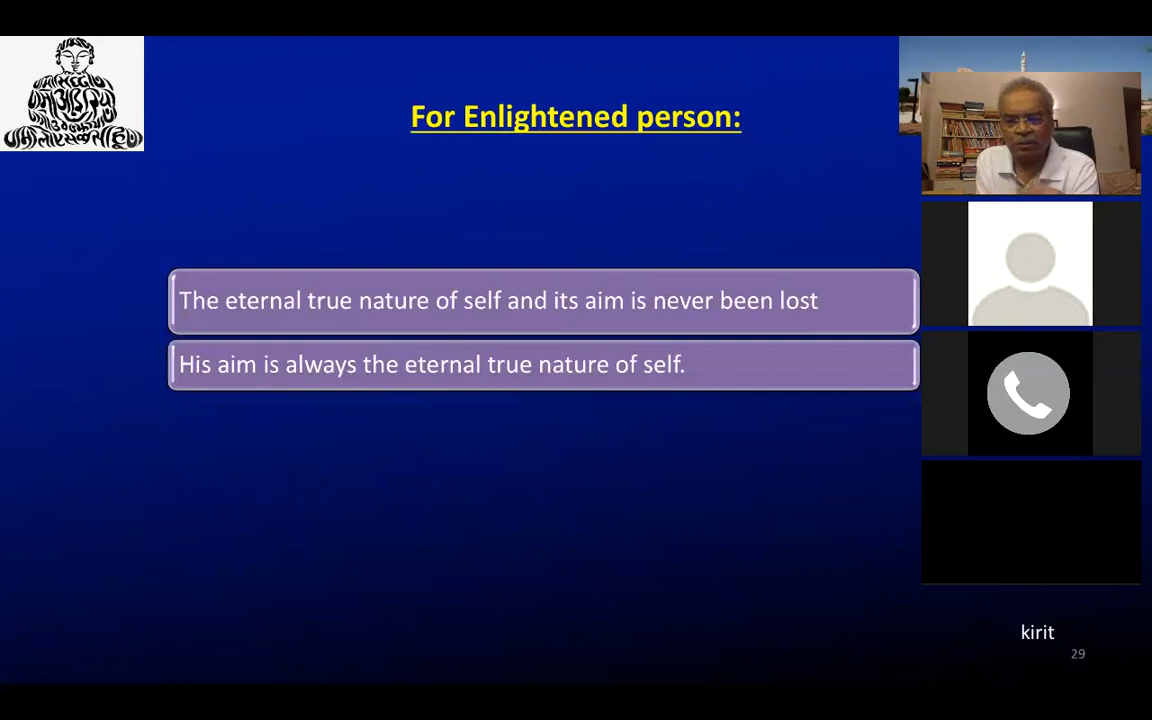 For Enlightened person:
The eternal true nature of self and its aim is never been lost
His aim is always the eternal true nature of self.
kirit
29